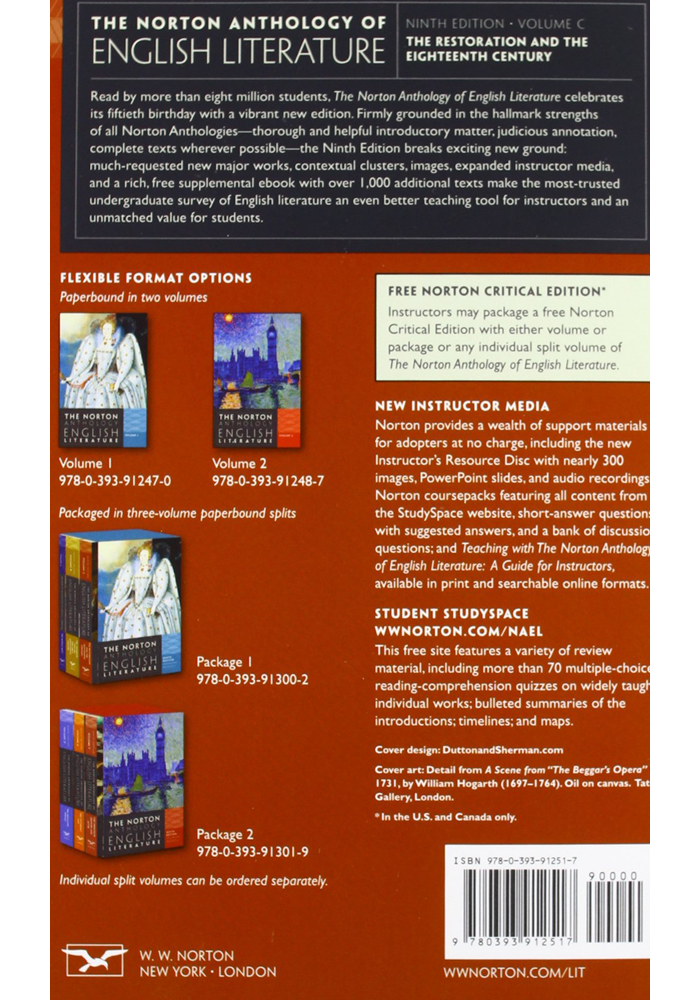 THE NORTON ANTHOLOGY OF
ENGLISH LITERATURE
NINTH EDITION · VOLUME C
THE RESTORATION AND THE
EIGHTEENTH CENTURY
Read by more than eight million students, The Norton Anthology of English Literature celebrates
its fiftieth birthday with a vibrant new edition. Firmly grounded in the hallmark strengths
of all Norton Anthologies—thorough and helpful introductory matter, judicious annotation,
complete texts wherever possible—the Ninth Edition breaks exciting new ground:
much-requested new major works, contextual clusters, images, expanded instructor media,
and a rich, free supplemental ebook with over 1,000 additional texts make the most-trusted
undergraduate survey of English literature an even better teaching tool for instructors and an
unmatched value for students.
FLEXIBLE FORMAT OPTIONS
Paperbound in two volumes
THE NORTON
ANTHOLOGY
ENGLISH
LITERATURE
THE NORTON
ANTHOLOGY
ENGLISH
LITERATURE
Volume 1
978-0-393-91247-0
Volume 2
978-0-393-91248-7
Packaged in three-volume paperbound splits
THE NORTON
ANTHOLOGY
ENGLISH
LITERATURE
Package 1
978-0-393-91300-2
THE NORTON
ANTHOLOGY
ENGLISH
LITERATURE
Package 2
978-0-393-91301-9
Individual split volumes can be ordered separately.
W. W. NORTON
NEW YORK · LONDON
FREE NORTON CRITICAL EDITION*
Instructors may package a free Norton
Critical Edition with either volume or
package or any individual split volume of
The Norton Anthology of English Literature.
NEW INSTRUCTOR MEDIA
Norton provides a wealth of support materials
for adopters at no charge, including the new
Instructor's Resource Disc with nearly 300
images, PowerPoint slides, and audio recordings
Norton coursepacks featuring all content from
the StudySpace website, short-answer question
with suggested answers, and a bank of discussio
questions; and Teaching with The Norton Anthology
of English Literature: A Guide for Instructors,
available in print and searchable online formats.
STUDENT STUDYSPACE
WWNORTON.COM/NAEL
This free site features a variety of review
material, including more than 70 multiple-choice
reading-comprehension quizzes on widely taugh
individual works; bulleted summaries of the
introductions; timelines; and maps.
Cover design: DuttonandSherman.com
Cover art: Detail from A Scene from "The Beggar's Opera"
1731, by William Hogarth (1697–1764). Oil on canvas. Tat
Gallery, London.
*In the U.S. and Canada only.
ISBN 978-0-393-91251-7
90000
9 780393 912517
WWNORTON.COM/LIT